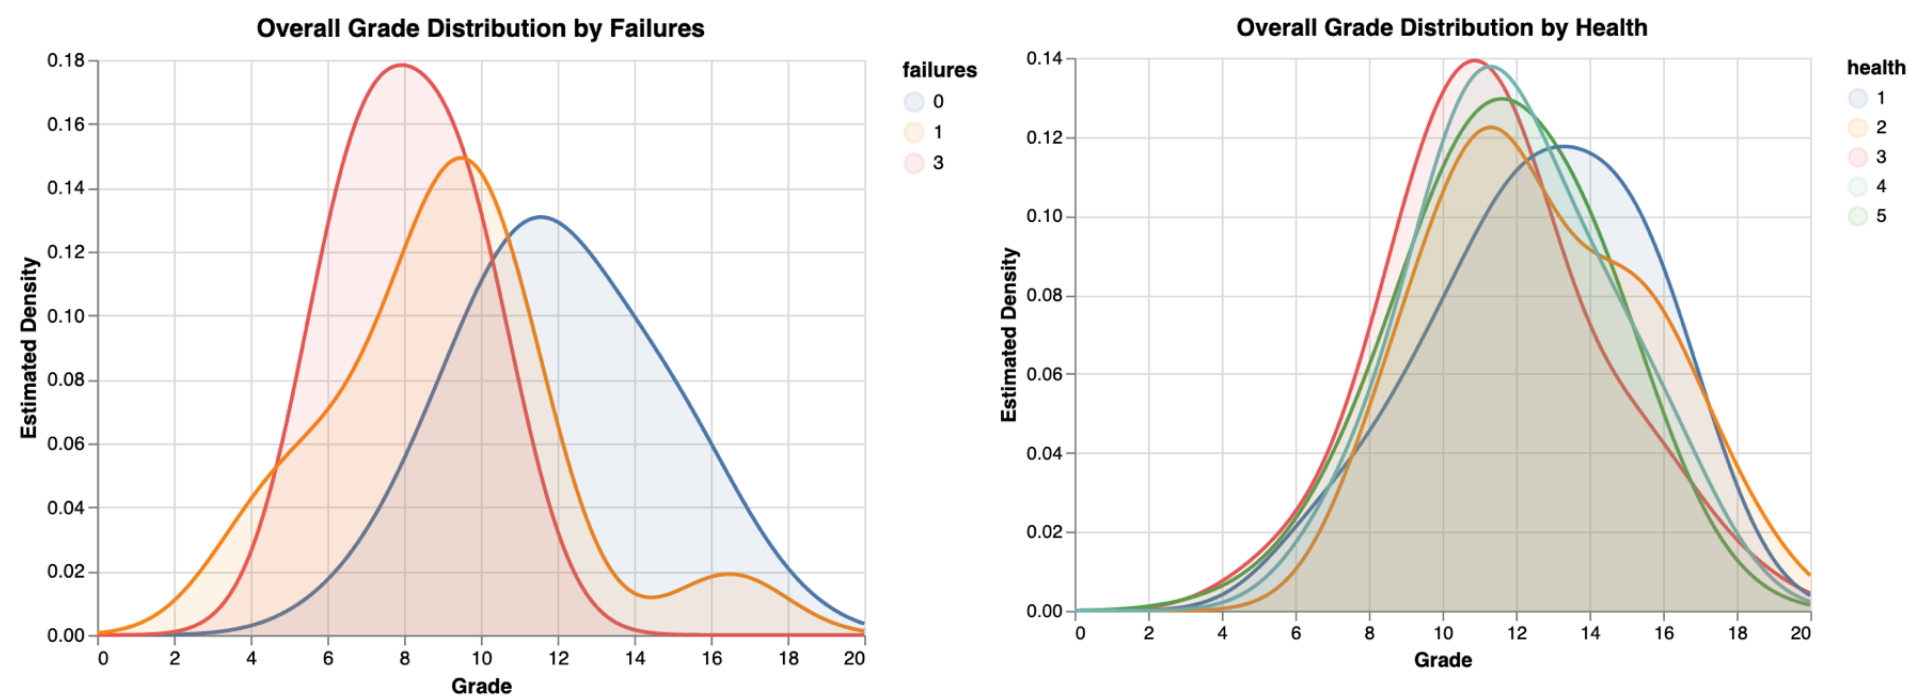 Overall Grade Distribution by Failures
0.18
0.16
0.14
0.12
0.10
0.08
0.06
0.04
0.02
0.00
Estimated Density
0 2 4 6 8 10 12 14 16 18 20
Grade
failures
0
1
3
Overall Grade Distribution by Health
0.14
0.12
0.10
0.08
0.06
0.04
0.02
0.00
Estimated Density
0 2 4 6 8 10 12 14 16 18 20
Grade
health
1
2
3
4
5